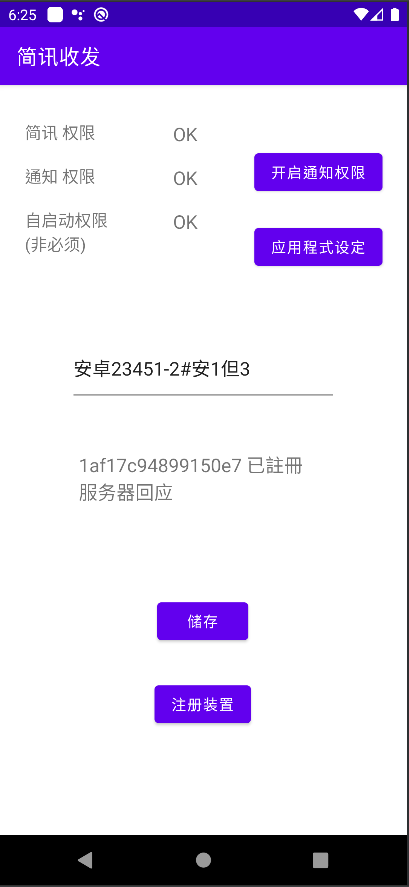 6:25
简讯收发
简讯 权限 OK
通知 权限 OK
开启通知权限
自启动权限 OK
(非必须)
应用程式设定
安卓23451-2#安1但3
1af17c94899150e7 已註冊
服务器回应
储存
注册装置